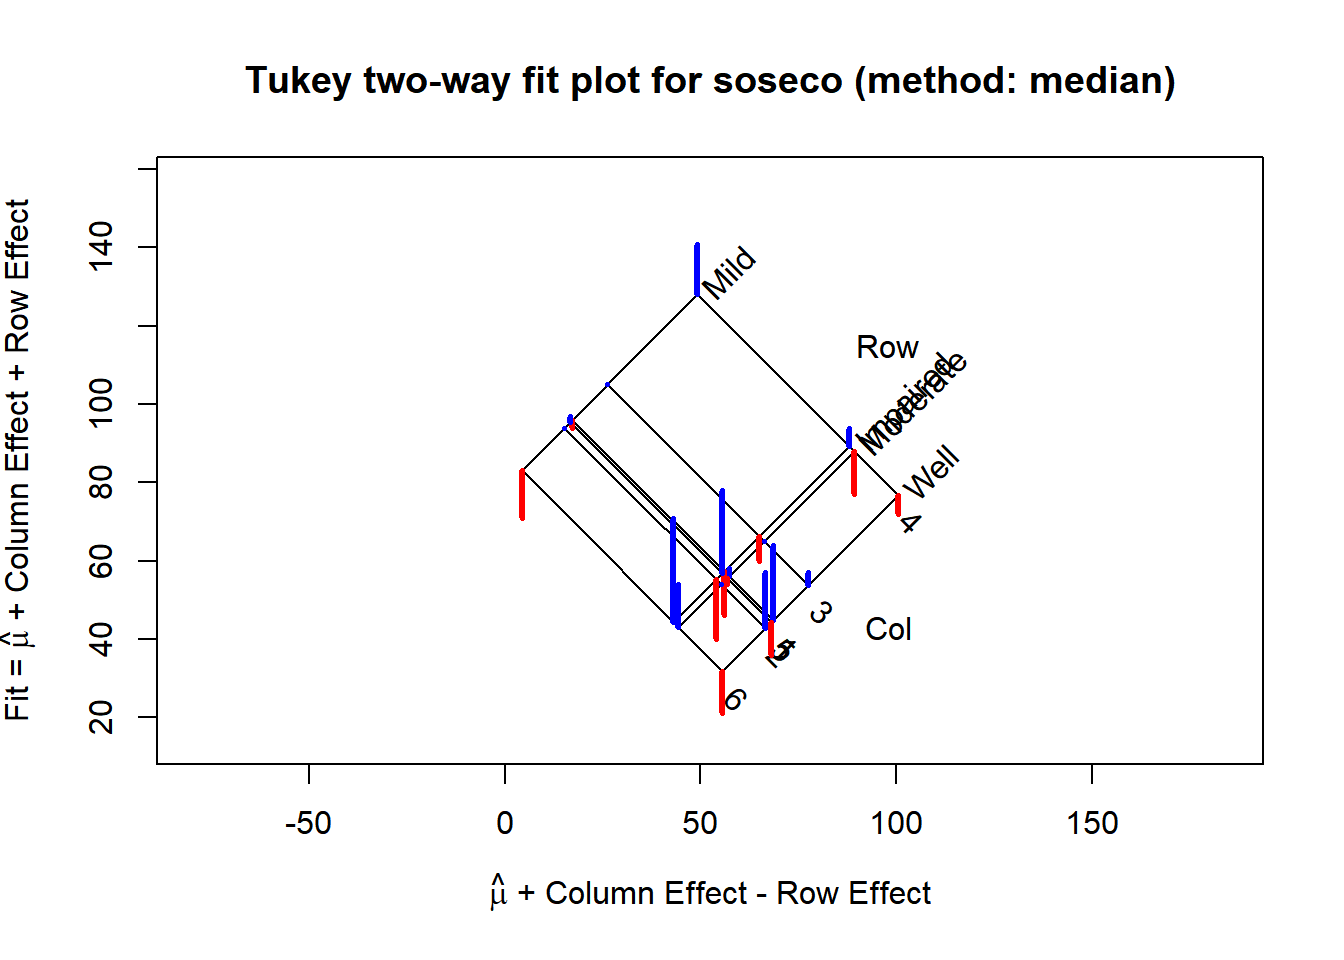 Tukey two-way fit plot for soseco (method: median)
Fit = μ̂ + Column Effect + Row Effect
140
100
80
60
40
20
Mild
Row
Impaired
Moderate
Well
4
3
Col
6
-50
0
50
100
150
μ̂ + Column Effect - Row Effect